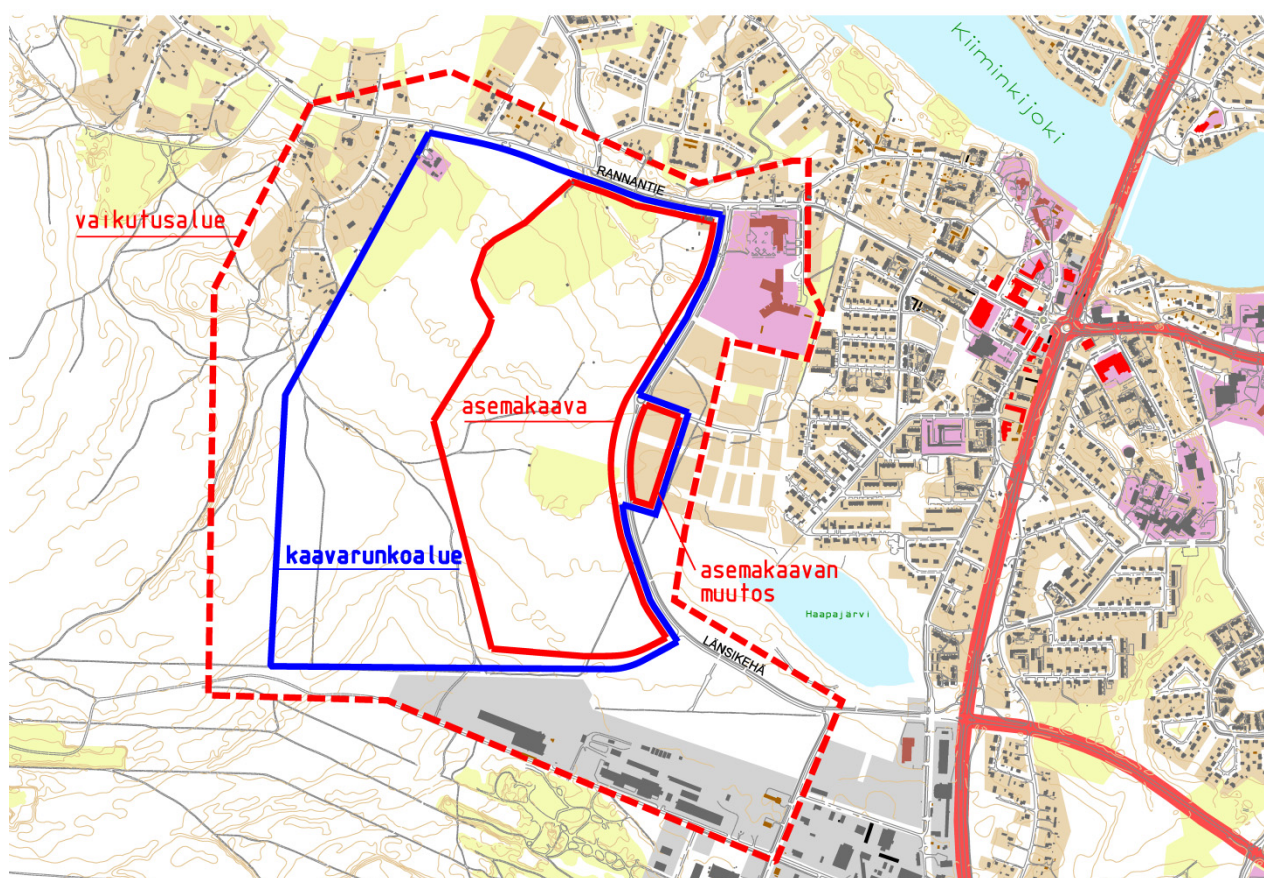 Kiiminkijoki
RANNANTIE
vaikutusalue
asemakaava
kaavarunkoalue
asemakaavan
muutos
Haapajärvi
LÄNSIKEHÄ